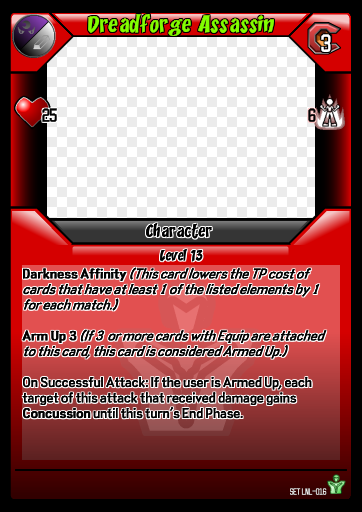 Dreadforge Assassin
3
25
6
Character
Level 13
Darkness Affinity (This card lowers the TP cost of
cards that have at least 1 of the listed elements by 1
for each match.)
Arm Up 3 (If 3 or more cards with Equip are attached
to this card, this card is considered Armed Up.)
On Successful Attack: If the user is Armed Up, each
target of this attack that received damage gains
Concussion until this turn's End Phase.
SET LNL-016